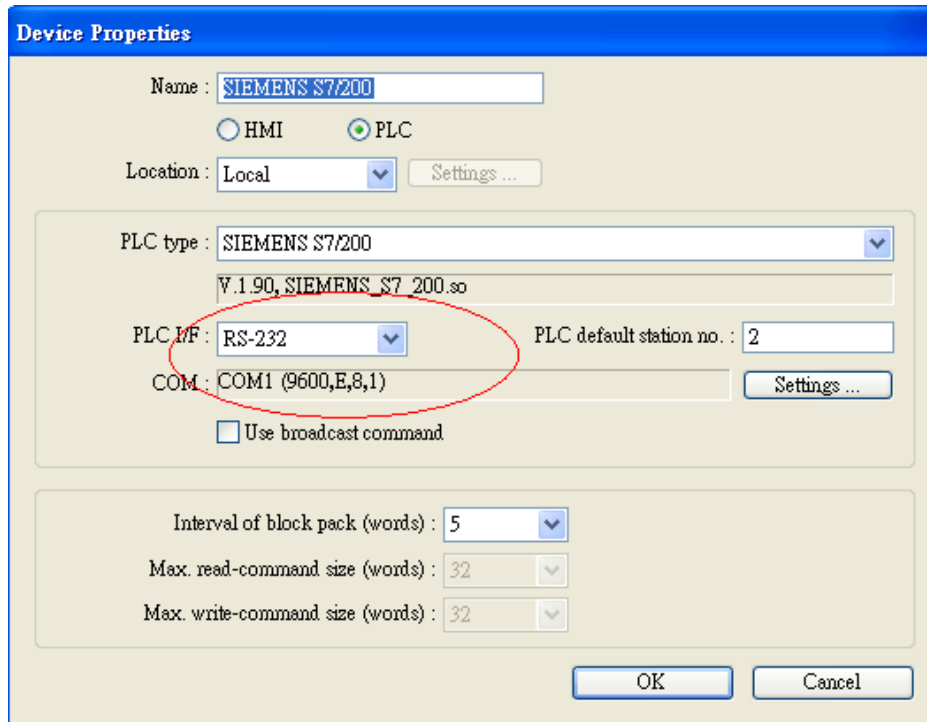 Device Properties
Name : SIEMENS S7/200
HMI PLC
Location : Local Settings ...
PLC type : SIEMENS S7/200
V.1.90, SIEMENS_S7_200.so
PLC I/F : RS-232 PLC default station no. : 2
COM : COM1 (9600,E,8,1) Settings ...
Use broadcast command
Interval of block pack (words) : 5
Max. read-command size (words) : 32
Max. write-command size (words) : 32
OK Cancel